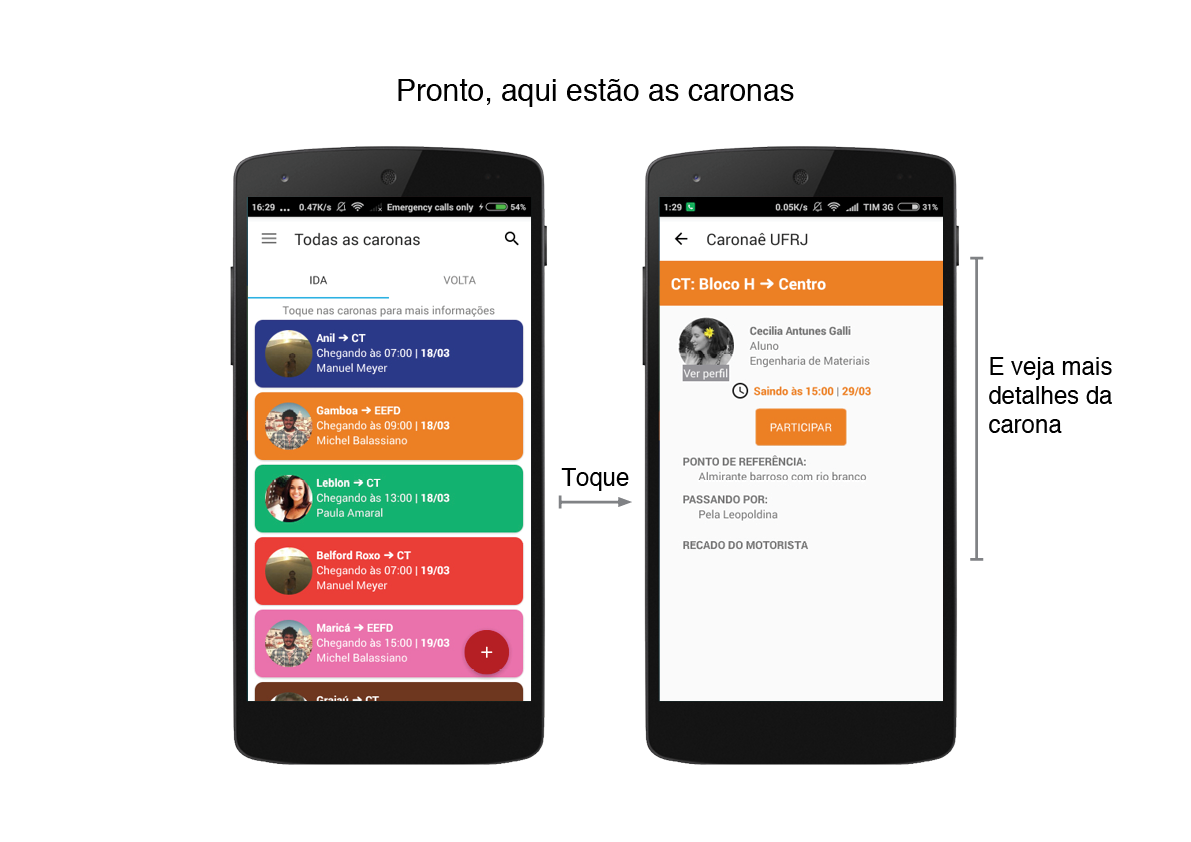 Pronto, aqui estão as caronas
16:29 ... 0.47K/s Emergency calls only 54%
Todas as caronas
IDA VOLTA
Toque nas caronas para mais informações
Anil → CT
Chegando às 07:00 | 18/03
Manuel Meyer
Gamboa → EEFD
Chegando às 09:00 | 18/03
Michel Balassiano
Leblon → CT
Chegando às 13:00 | 18/03
Paula Amaral
Belford Roxo → CT
Chegando às 07:00 | 19/03
Manuel Meyer
Maricá → EEFD
Chegando às 15:00 | 19/03
Michel Balassiano
+
Grajaú → CT
Toque
1:29 0.05K/s TIM 3G 31%
Caronaê UFRJ
CT: Bloco H → Centro
Cecilia Antunes Galli
Aluno
Engenharia de Materiais
Ver perfil
Saindo às 15:00 | 29/03
PARTICIPAR
PONTO DE REFERÊNCIA:
Almirante barroso com rio branco
PASSANDO POR:
Pela Leopoldina
RECADO DO MOTORISTA
E veja mais
detalhes da
carona